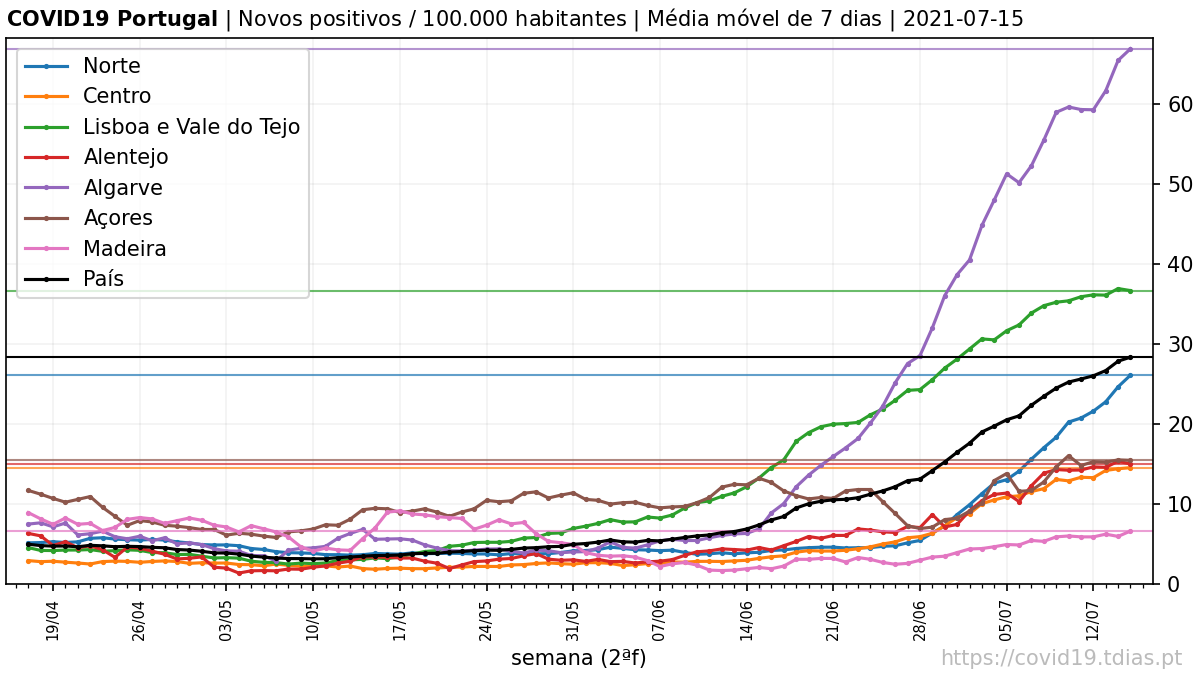 COVID19 Portugal | Novos positivos / 100.000 habitantes | Média móvel de 7 dias | 2021-07-15
Norte
Centro
Lisboa e Vale do Tejo
Alentejo
Algarve
Açores
Madeira
País
60
50
40
30
20
10
0
19/04
26/04
03/05
10/05
17/05
24/05
31/05
07/06
14/06
21/06
28/06
05/07
12/07
semana (2ªf)
https://covid19.tdias.pt